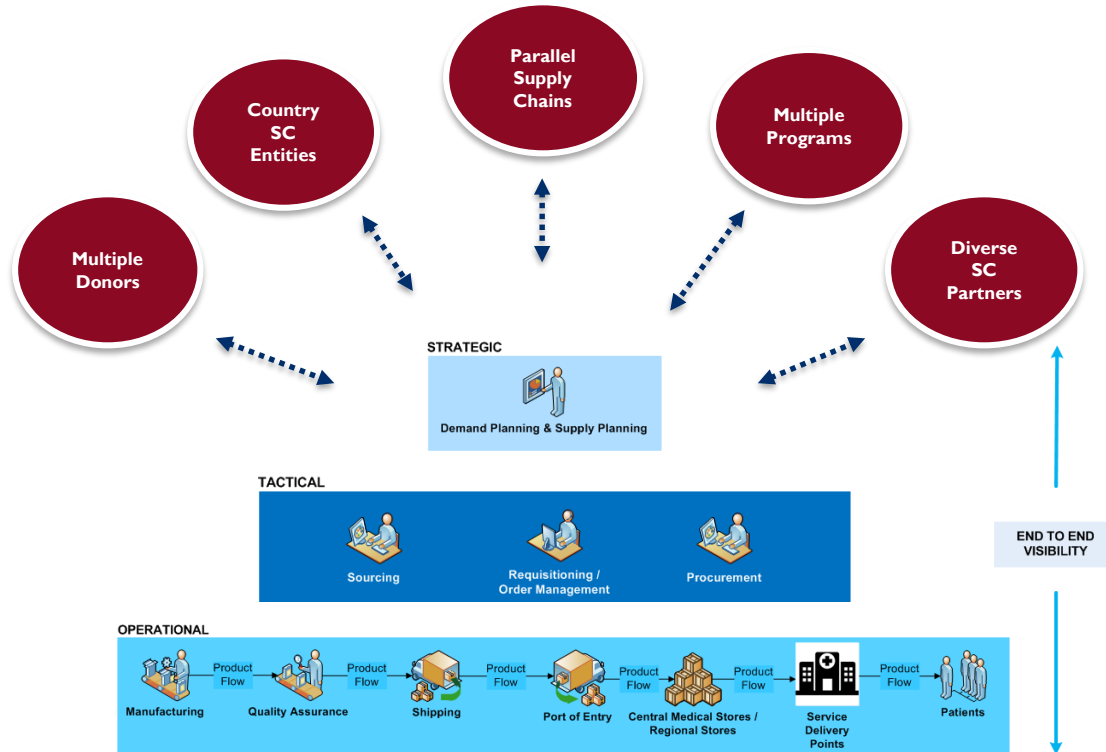 Parallel
Supply
Chains
Country
SC
Entities
Multiple
Programs
Multiple
Donors
Diverse
SC
Partners
STRATEGIC
Demand Planning & Supply Planning
TACTICAL
Sourcing
Requisitioning /
Order Management
Procurement
END TO END
VISIBILITY
OPERATIONAL
Product
Flow
Product
Flow
Product
Flow
Product
Flow
Product
Flow
Product
Flow
Manufacturing
Quality Assurance
Shipping
Port of Entry
Central Medical Stores /
Regional Stores
Service
Delivery
Points
Patients